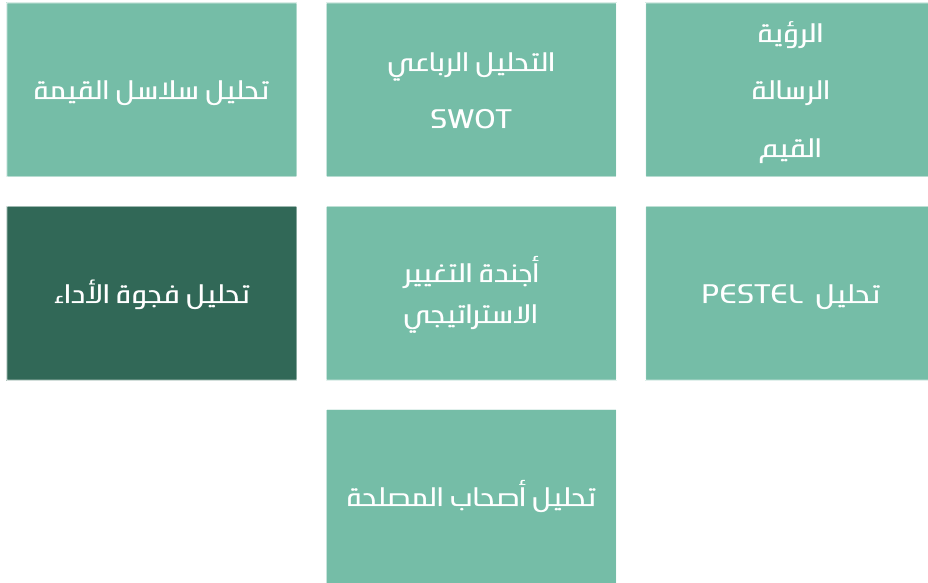 الرؤية
الرسالة
القيم
التحليل الرباعي
SWOT
تحليل سلاسل القيمة
تحليل PESTEL
أجندة التغيير
الاستراتيجي
تحليل فجوة الأداء
تحليل أصحاب المصلحة